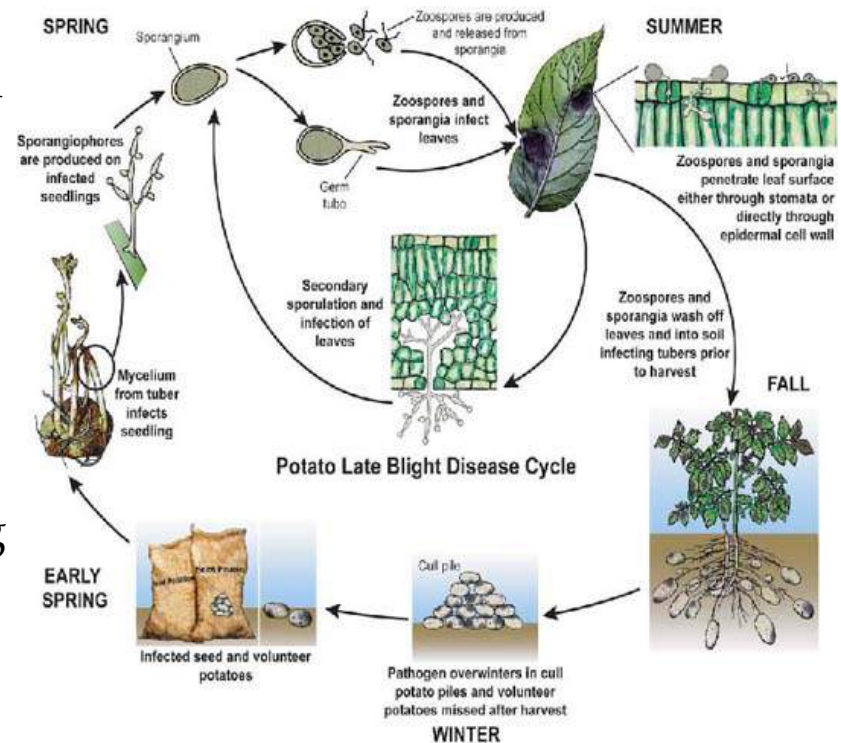 SPRING
Sporangium
Zoospores are produced
and released from
sporangia
SUMMER
Zoospores and
sporangia infect
leaves
Sporangiophores
are produced on
infected
seedlings
Germ
tubo
Zoospores and sporangia
penetrate leaf surface
either through stomata or
directly through
epidermal cell wall
Secondary
sporulation and
infection of
leaves
Zoospores and
sporangia wash off
leaves and into soil
infecting tubers prior
to harvest
Mycelium
from tuber
infects
seedling
FALL
Potato Late Blight Disease Cycle
EARLY
SPRING
Cull pile
Infected seed and volunteer
potatoes
Pathogen overwinters in cull
potato piles and volunteer
potatoes missed after harvest
WINTER